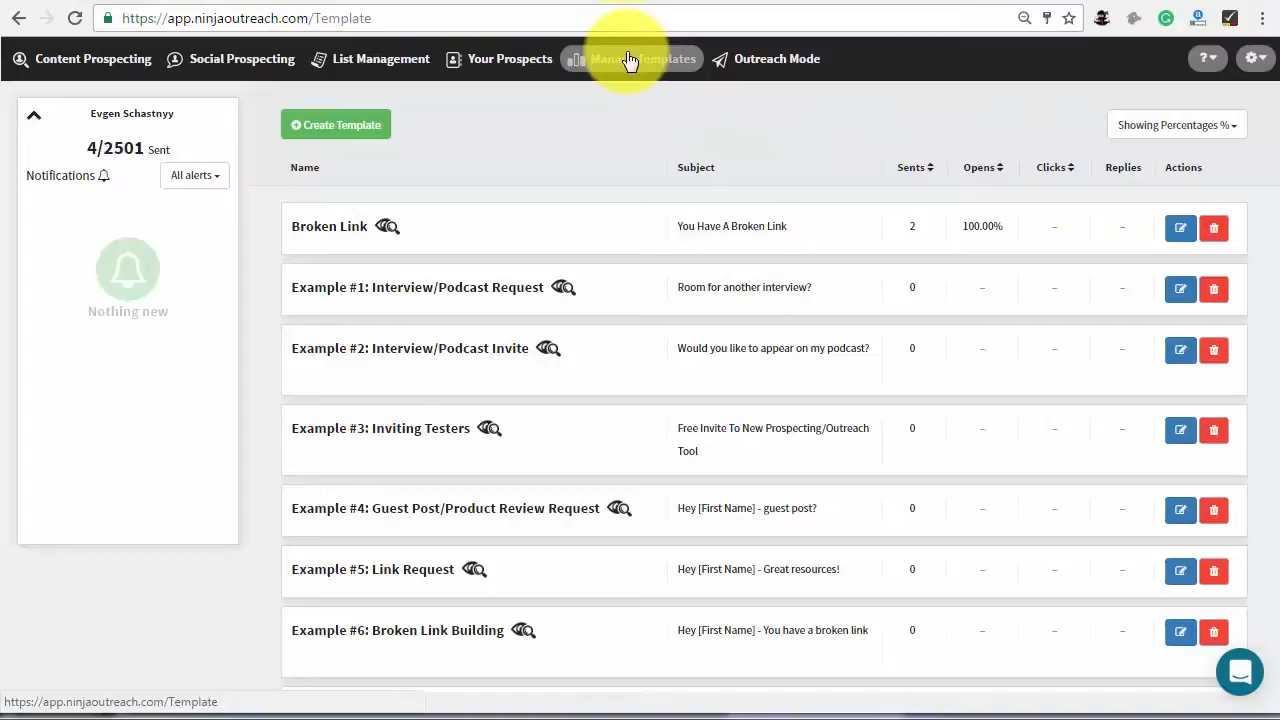 https://app.ninjaoutreach.com/Template
Content Prospecting Social Prospecting List Management Your Prospects Manage Templates Outreach Mode ?
Evgen Schastnyy
4/2501 Sent
Notifications All alerts
Nothing new
Create Template Showing Percentages %
Name Subject Sents Opens Clicks Replies Actions
Broken Link You Have A Broken Link 2 100.00% – –
Example #1: Interview/Podcast Request Room for another interview? 0 – – –
Example #2: Interview/Podcast Invite Would you like to appear on my podcast? 0 – – –
Example #3: Inviting Testers Free Invite To New Prospecting/Outreach 0 – – –
Tool
Example #4: Guest Post/Product Review Request Hey [First Name] - guest post? 0 – – –
Example #5: Link Request Hey [First Name] - Great resources! 0 – – –
Example #6: Broken Link Building Hey [First Name] - You have a broken link 0 – – –
https://app.ninjaoutreach.com/Template